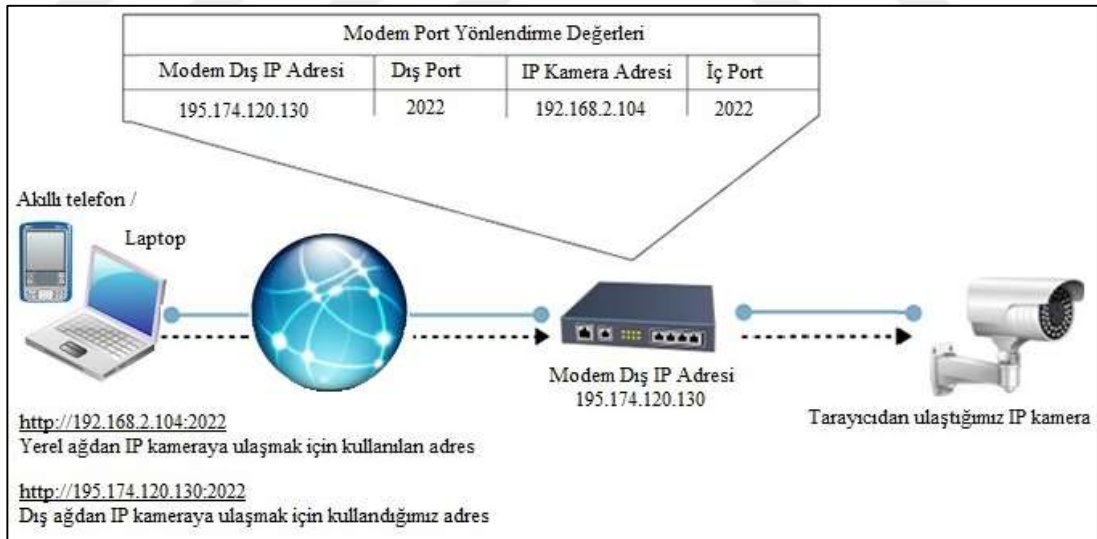 Modem Port Yönlendirme Değerleri
Modem Dış IP Adresi Dış Port IP Kamera Adresi İç Port
195.174.120.130 2022 192.168.2.104 2022
Akıllı telefon /
Laptop
Modem Dış IP Adresi
195.174.120.130
Tarayıcıdan ulaştığımız IP kamera
http://192.168.2.104:2022
Yerel ağdan IP kameraya ulaşmak için kullanılan adres
http://195.174.120.130:2022
Dış ağdan IP kameraya ulaşmak için kullandığımız adres